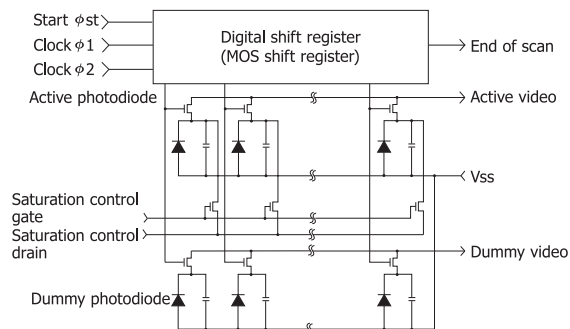 Start ϕst
Clock ϕ1
Clock ϕ2
Digital shift register
(MOS shift register)
End of scan
Active photodiode
Active video
Vss
Saturation control
gate
Saturation control
drain
Dummy video
Dummy photodiode